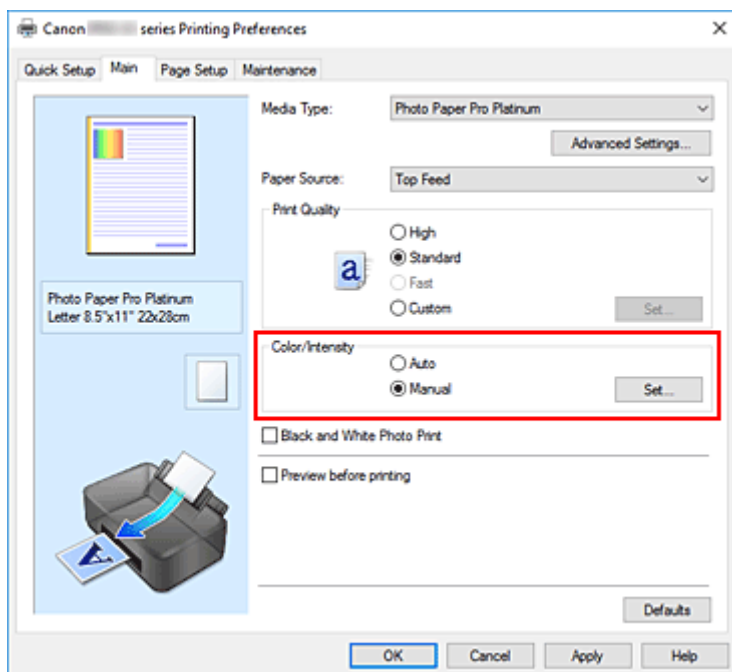 Canon series Printing Preferences
Quick Setup Main Page Setup Maintenance
Media Type: Photo Paper Pro Platinum
Advanced Settings...
Paper Source: Top Feed
Print Quality
High
a Standard
Fast
Photo Paper Pro Platinum
Letter 8.5"x11" 22x28cm
Custom Set...
Color/Intensity
Auto
Manual Set...
Black and White Photo Print
Preview before printing
A
Defaults
OK Cancel Apply Help